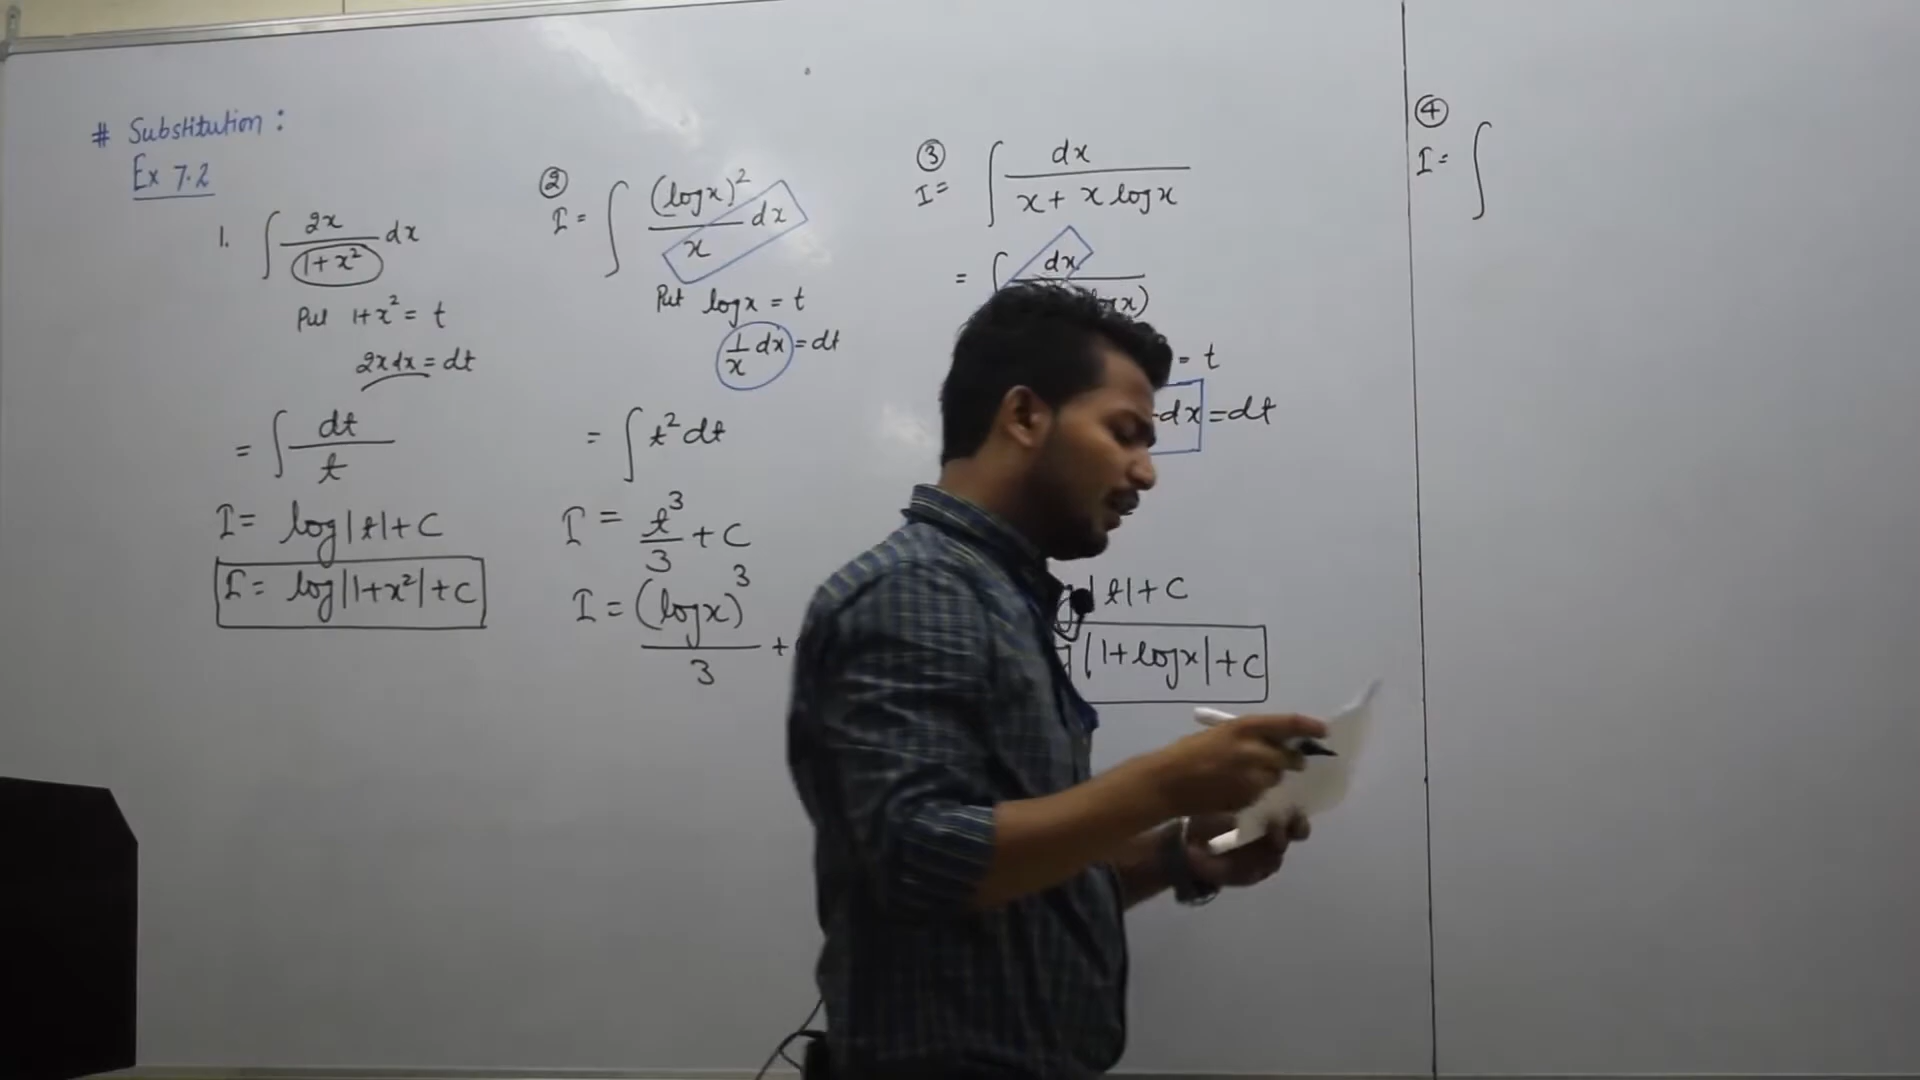 # Substitution :
Ex 7.2
1. ∫ 2x/(1+x²) dx
Put 1+x² = t
2x dx = dt
= ∫ dt/t
I = log|t|+C
I = log|1+x²|+C
②
I = ∫ (logx)²/x dx
Put logx = t
1/x dx = dt
= ∫ t² dt
I = t³/3 + C
I = (logx)³/3 +
③
I = ∫ dx/(x + x logx)
= ∫ dx
x)
= t
dx = dt
|t|+C
|1+logx|+C
④
I = ∫